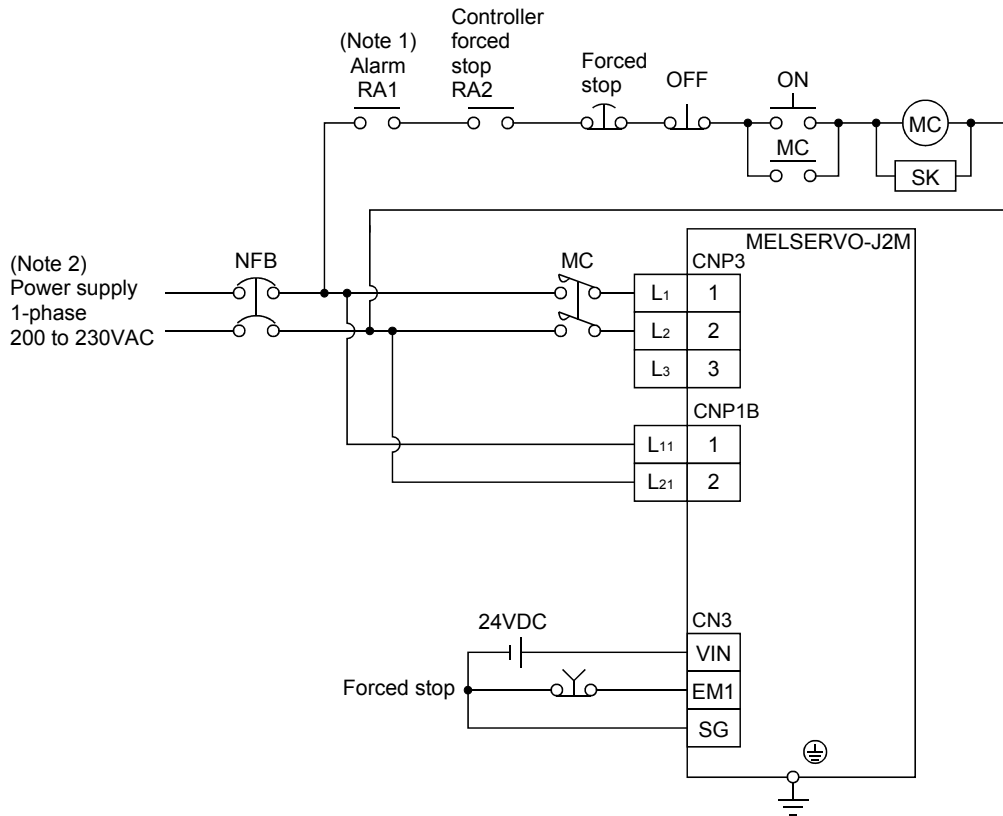 Controller
forced
stop
RA2
(Note 1)
Alarm
RA1
Forced
stop
OFF
ON
MC
MC
SK
MELSERVO-J2M
(Note 2)
Power supply
1-phase
200 to 230VAC
NFB
MC
CNP3
L1 1
L2 2
L3 3
CNP1B
L11 1
L21 2
24VDC
CN3
VIN
Forced stop
EM1
SG